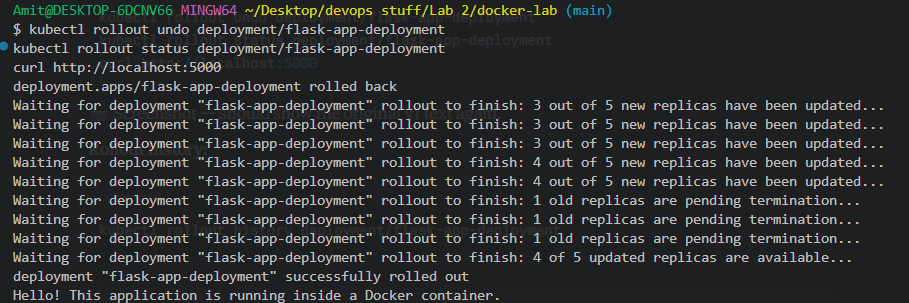 Amit@DESKTOP-6DCNV66 MINGW64 ~/Desktop/devops stuff/Lab 2/docker-lab (main)
$ kubectl rollout undo deployment/flask-app-deployment
kubectl rollout status deployment/flask-app-deployment
curl http://localhost:5000
deployment.apps/flask-app-deployment rolled back
Waiting for deployment "flask-app-deployment" rollout to finish: 3 out of 5 new replicas have been updated...
Waiting for deployment "flask-app-deployment" rollout to finish: 3 out of 5 new replicas have been updated...
Waiting for deployment "flask-app-deployment" rollout to finish: 3 out of 5 new replicas have been updated...
Waiting for deployment "flask-app-deployment" rollout to finish: 4 out of 5 new replicas have been updated...
Waiting for deployment "flask-app-deployment" rollout to finish: 4 out of 5 new replicas have been updated...
Waiting for deployment "flask-app-deployment" rollout to finish: 1 old replicas are pending termination...
Waiting for deployment "flask-app-deployment" rollout to finish: 1 old replicas are pending termination...
Waiting for deployment "flask-app-deployment" rollout to finish: 1 old replicas are pending termination...
Waiting for deployment "flask-app-deployment" rollout to finish: 4 of 5 updated replicas are available...
deployment "flask-app-deployment" successfully rolled out
Hello! This application is running inside a Docker container.